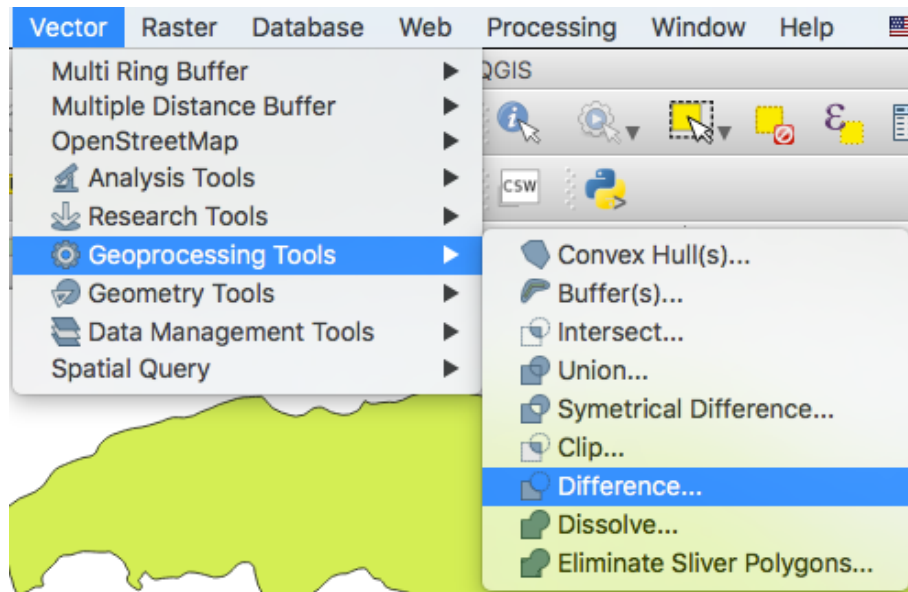 Vector Raster Database Web Processing Window Help
QGIS
Multi Ring Buffer
Multiple Distance Buffer
OpenStreetMap
Analysis Tools
Research Tools
Geoprocessing Tools
Geometry Tools
Data Management Tools
Spatial Query
ε
CSW
Convex Hull(s)...
Buffer(s)...
Intersect...
Union...
Symetrical Difference...
Clip...
Difference...
Dissolve...
Eliminate Sliver Polygons...